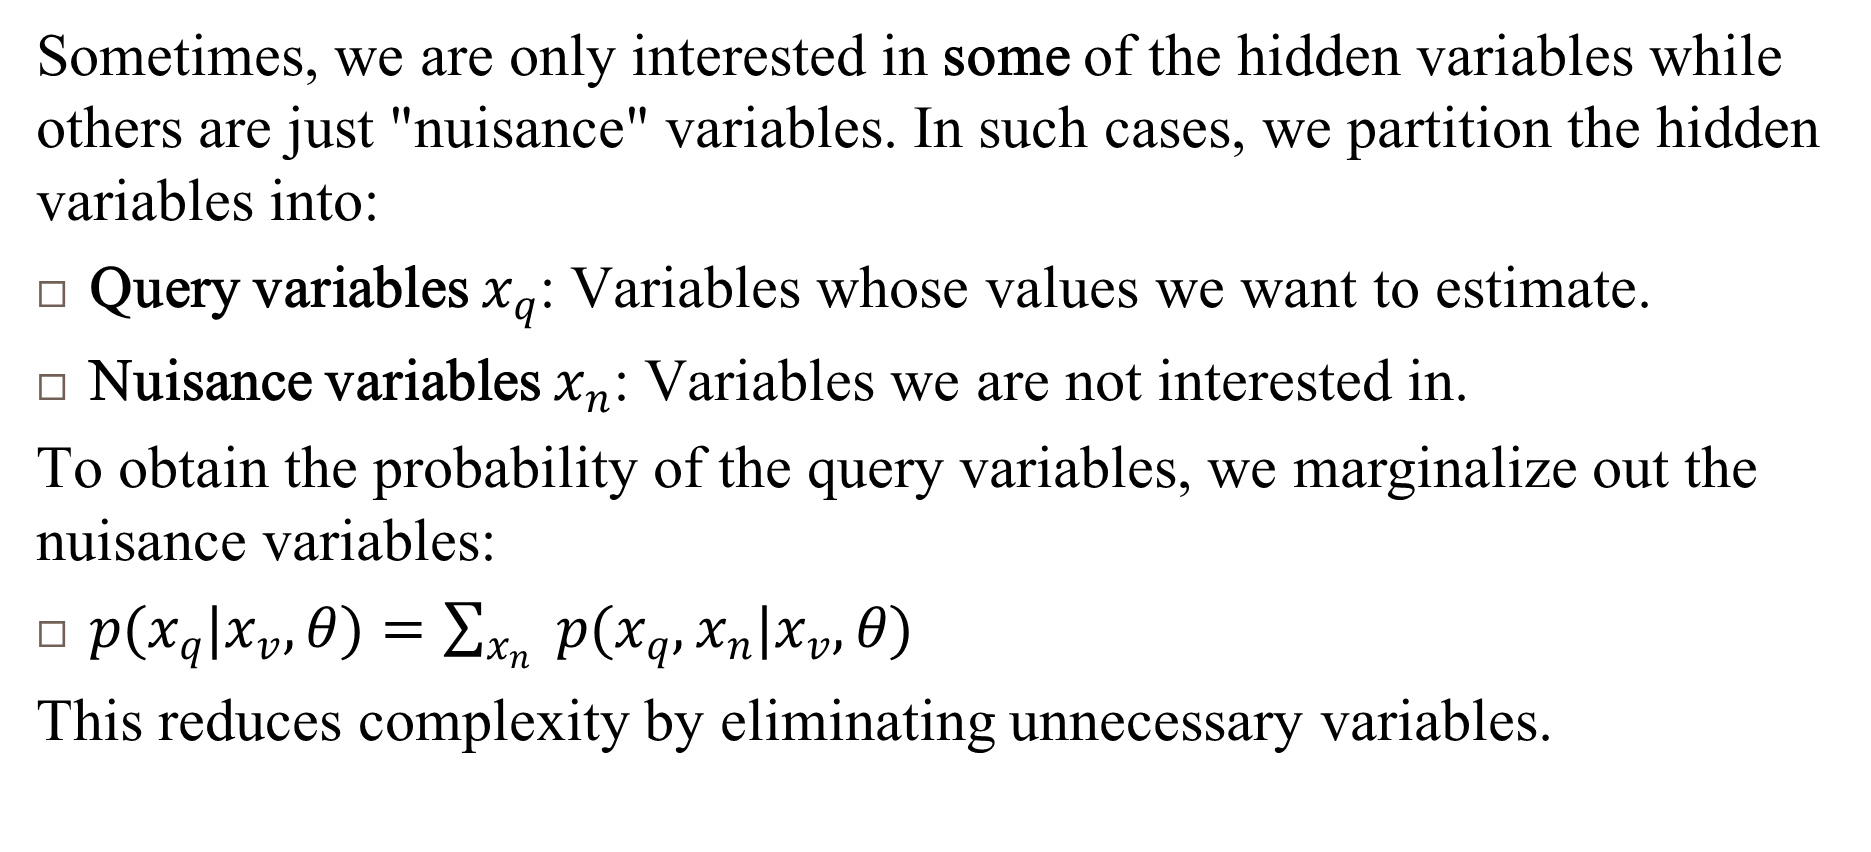 Sometimes, we are only interested in some of the hidden variables while
others are just "nuisance" variables. In such cases, we partition the hidden
variables into:
□ Query variables x_q: Variables whose values we want to estimate.
□ Nuisance variables x_n: Variables we are not interested in.
To obtain the probability of the query variables, we marginalize out the
nuisance variables:
□ p(x_q|x_v, θ) = ∑_{x_n} p(x_q, x_n|x_v, θ)
This reduces complexity by eliminating unnecessary variables.